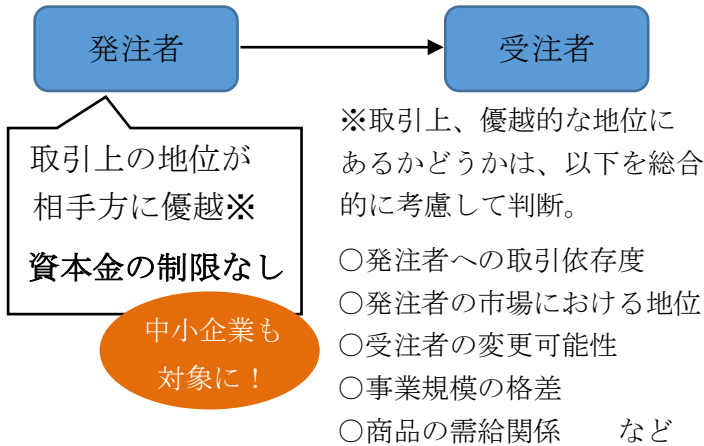 発注者
受注者
取引上の地位が
相手方に優越※
資本金の制限なし
中小企業も
対象に！
※取引上、優越的な地位に
あるかどうかは、以下を総合
的に考慮して判断。
○発注者への取引依存度
○発注者の市場における地位
○受注者の変更可能性
○事業規模の格差
○商品の需給関係　　など